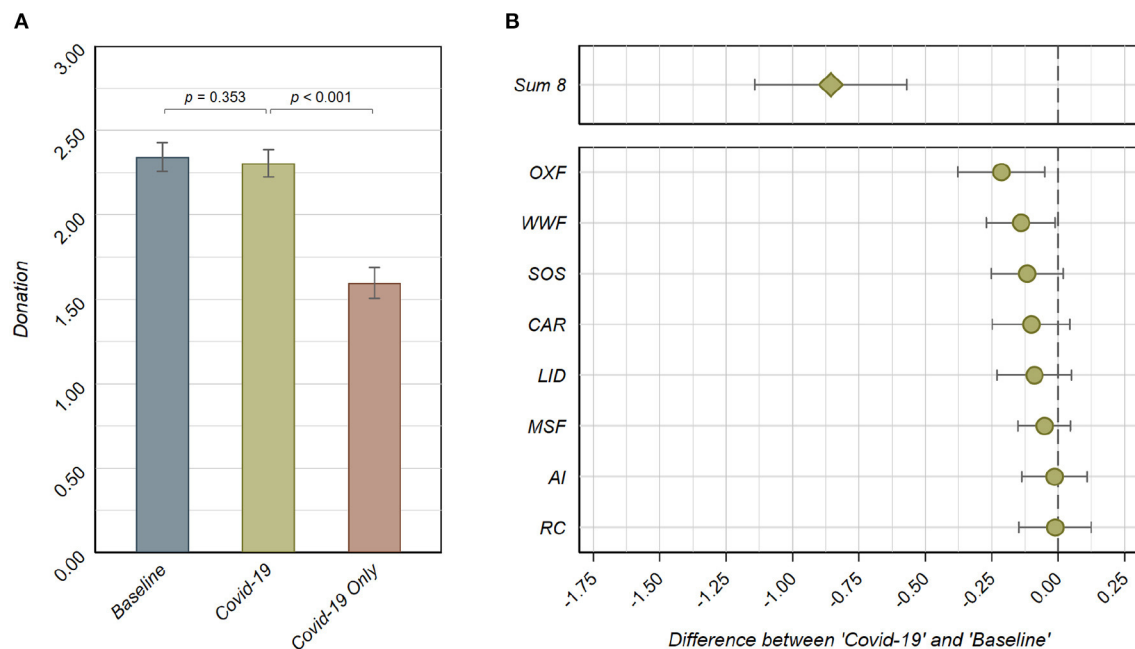 A
B
3.00
2.50
2.00
1.50
1.00
0.50
0.00
Donation
p = 0.353
p < 0.001
Baseline
Covid-19
Covid-19 Only
Sum 8
OXF
WWF
SOS
CAR
LID
MSF
AI
RC
-1.75
-1.50
-1.25
-1.00
-0.75
-0.50
-0.25
0.00
0.25
Difference between 'Covid-19' and 'Baseline'